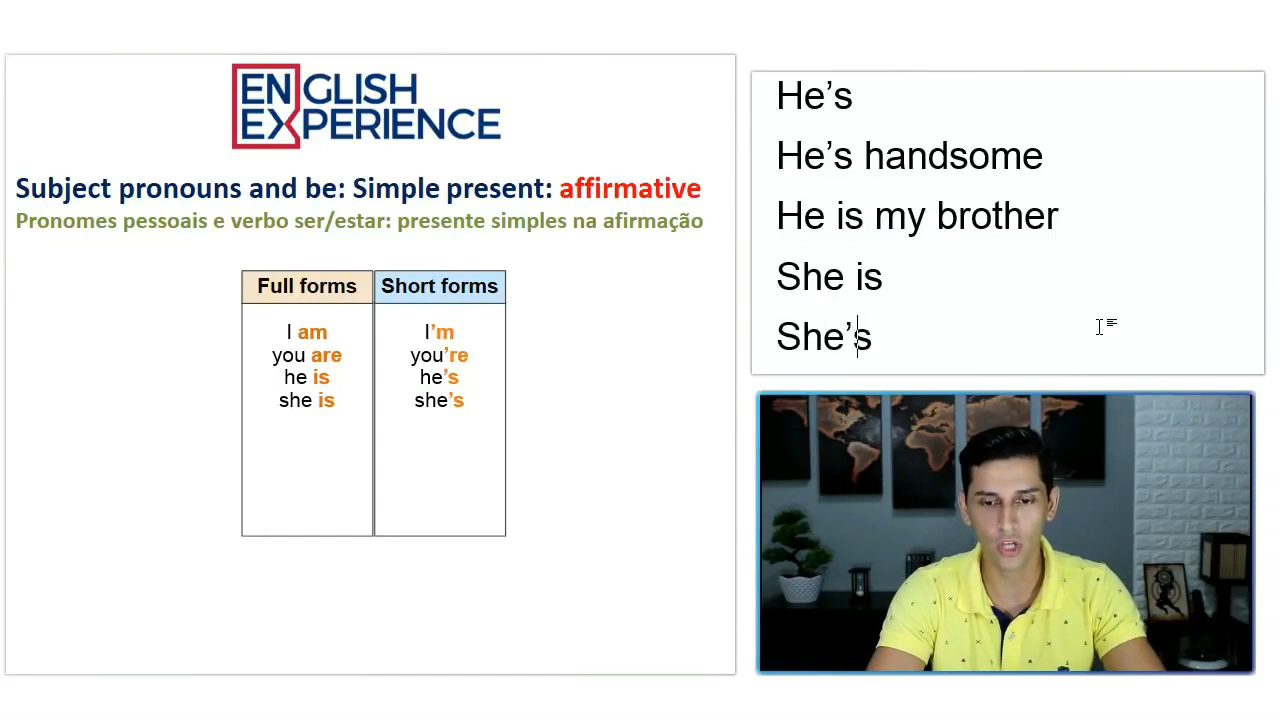 ENGLISH
EXPERIENCE
Subject pronouns and be: Simple present: affirmative
Pronomes pessoais e verbo ser/estar: presente simples na afirmação
Full forms
I am
you are
he is
she is
Short forms
I’m
you’re
he’s
she’s
He’s
He’s handsome
He is my brother
She is
She’s